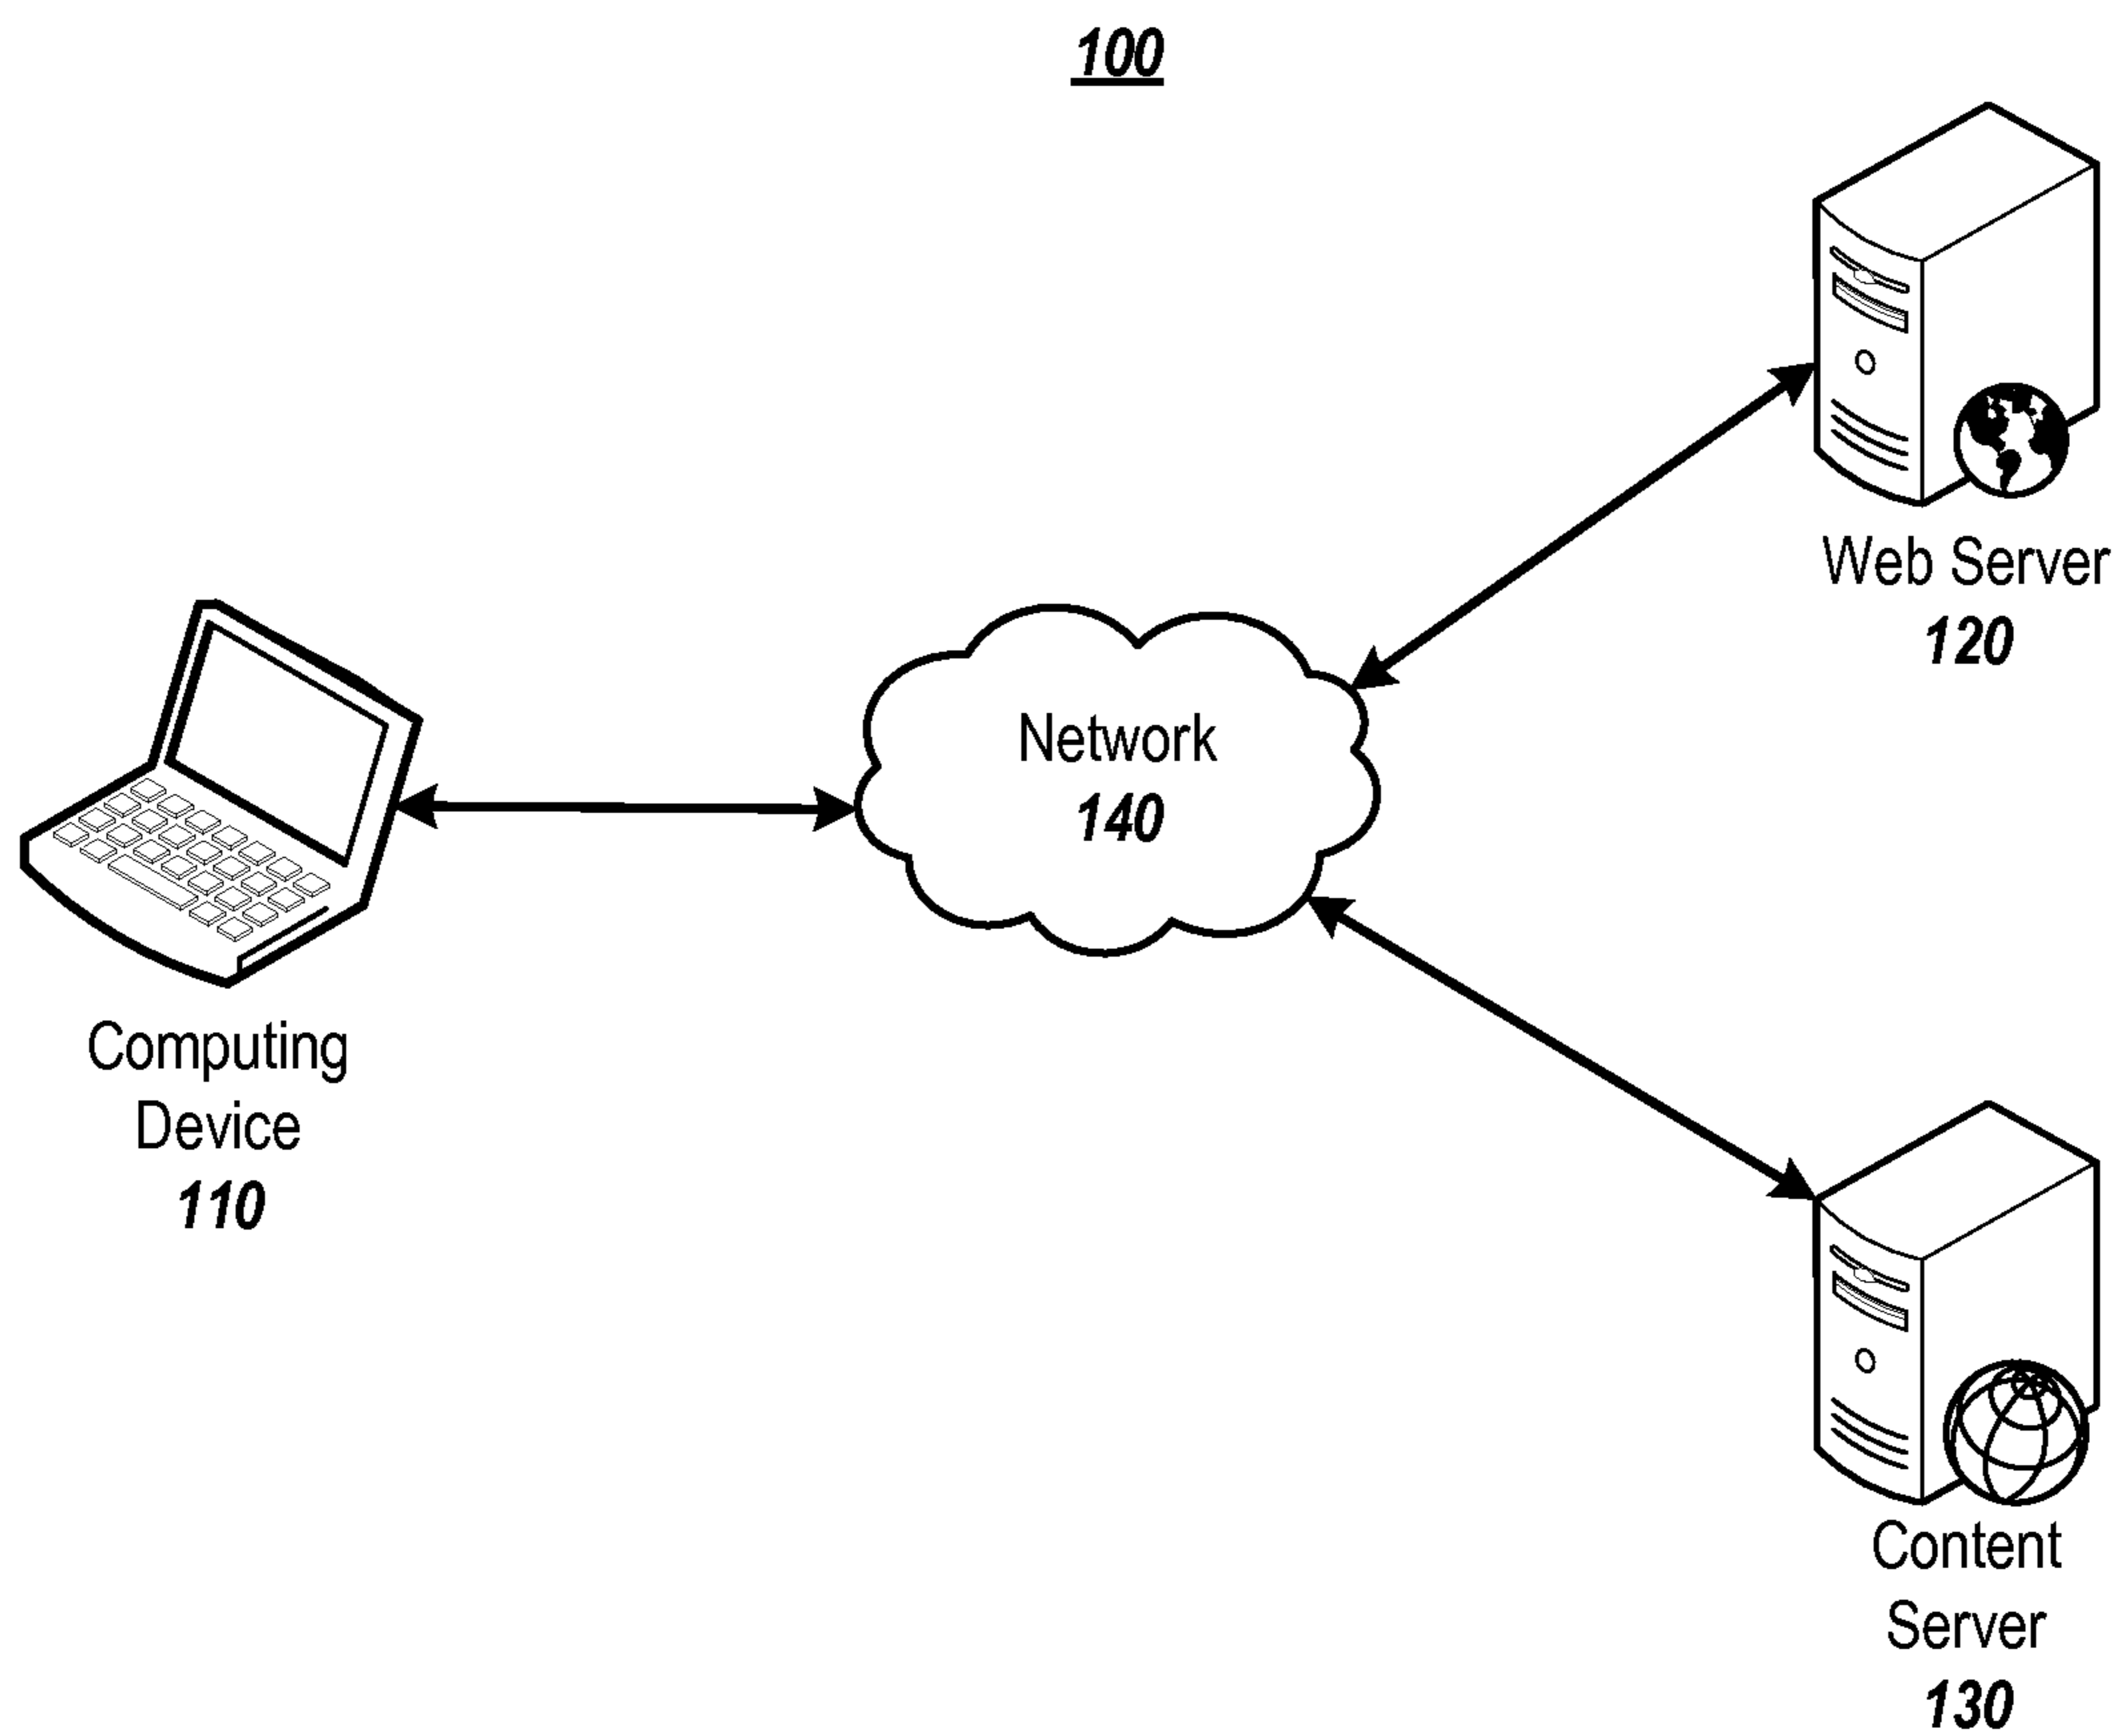 100
Web Server
120
Network
140
Computing
Device
110
Content
Server
130